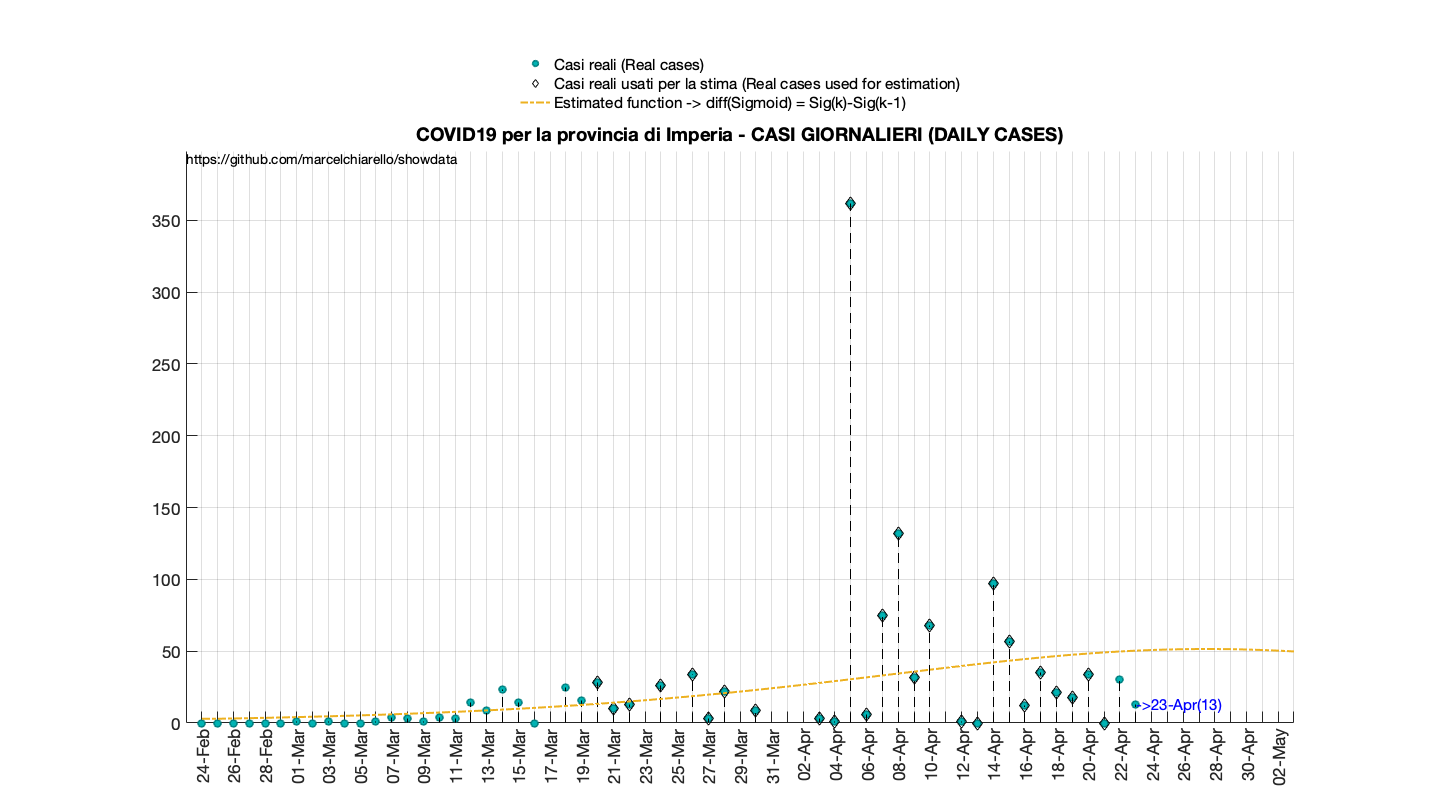 Casi reali (Real cases)
Casi reali usati per la stima (Real cases used for estimation)
Estimated function -> diff(Sigmoid) = Sig(k)-Sig(k-1)
COVID19 per la provincia di Imperia - CASI GIORNALIERI (DAILY CASES)
https://github.com/marcelchiarello/showdata
350
300
250
200
150
100
50
0
->23-Apr(13)
24-Feb
26-Feb
28-Feb
01-Mar
03-Mar
05-Mar
07-Mar
09-Mar
11-Mar
13-Mar
15-Mar
17-Mar
19-Mar
21-Mar
23-Mar
25-Mar
27-Mar
29-Mar
31-Mar
02-Apr
04-Apr
06-Apr
08-Apr
10-Apr
12-Apr
14-Apr
16-Apr
18-Apr
20-Apr
22-Apr
24-Apr
26-Apr
28-Apr
30-Apr
02-May